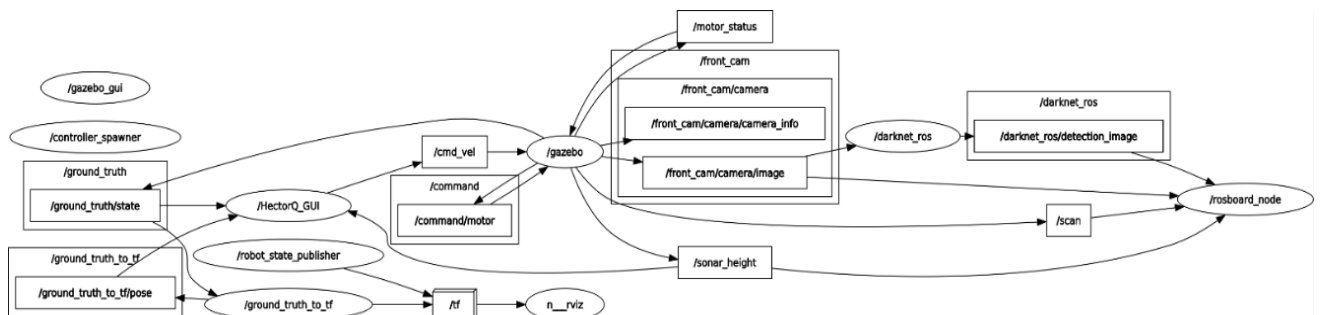 /motor_status
/front_cam
/gazebo_gui
/front_cam/camera
/darknet_ros
/controller_spawner
/front_cam/camera/camera_info
/darknet_ros
/darknet_ros/detection_image
/cmd_vel
/gazebo
/ground_truth
/front_cam/camera/image
/command
/ground_truth/state
/HectorQ_GUI
/rosboard_node
/command/motor
/scan
/robot_state_publisher
/ground_truth_to_tf
/sonar_height
/ground_truth_to_tf/pose
/ground_truth_to_tf
/tf
n__rviz